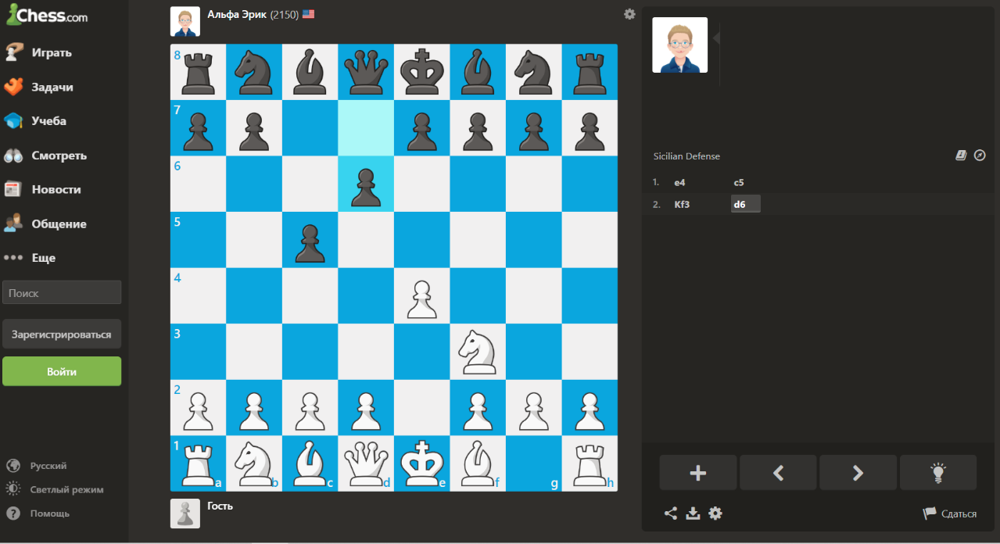 Chess.com
Играть
Задачи
Учеба
Смотреть
Новости
Общение
Еще
Поиск
Зарегистрироваться
Войти
Русский
Светлый режим
Помощь
Альфа Эрик (2150)
8
7
6
5
4
3
2
1
a b c d e f g h
Гость
Sicilian Defense
1. e4 c5
2. Kf3 d6
Сдаться